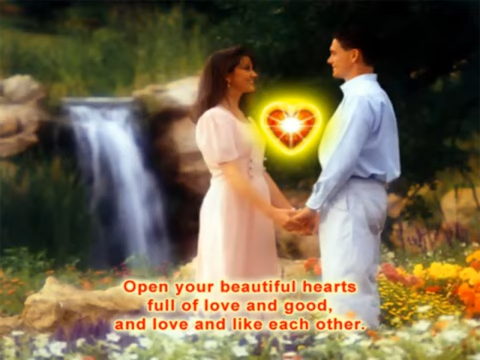 Open your beautiful hearts
full of love and good,
and love and like each other.